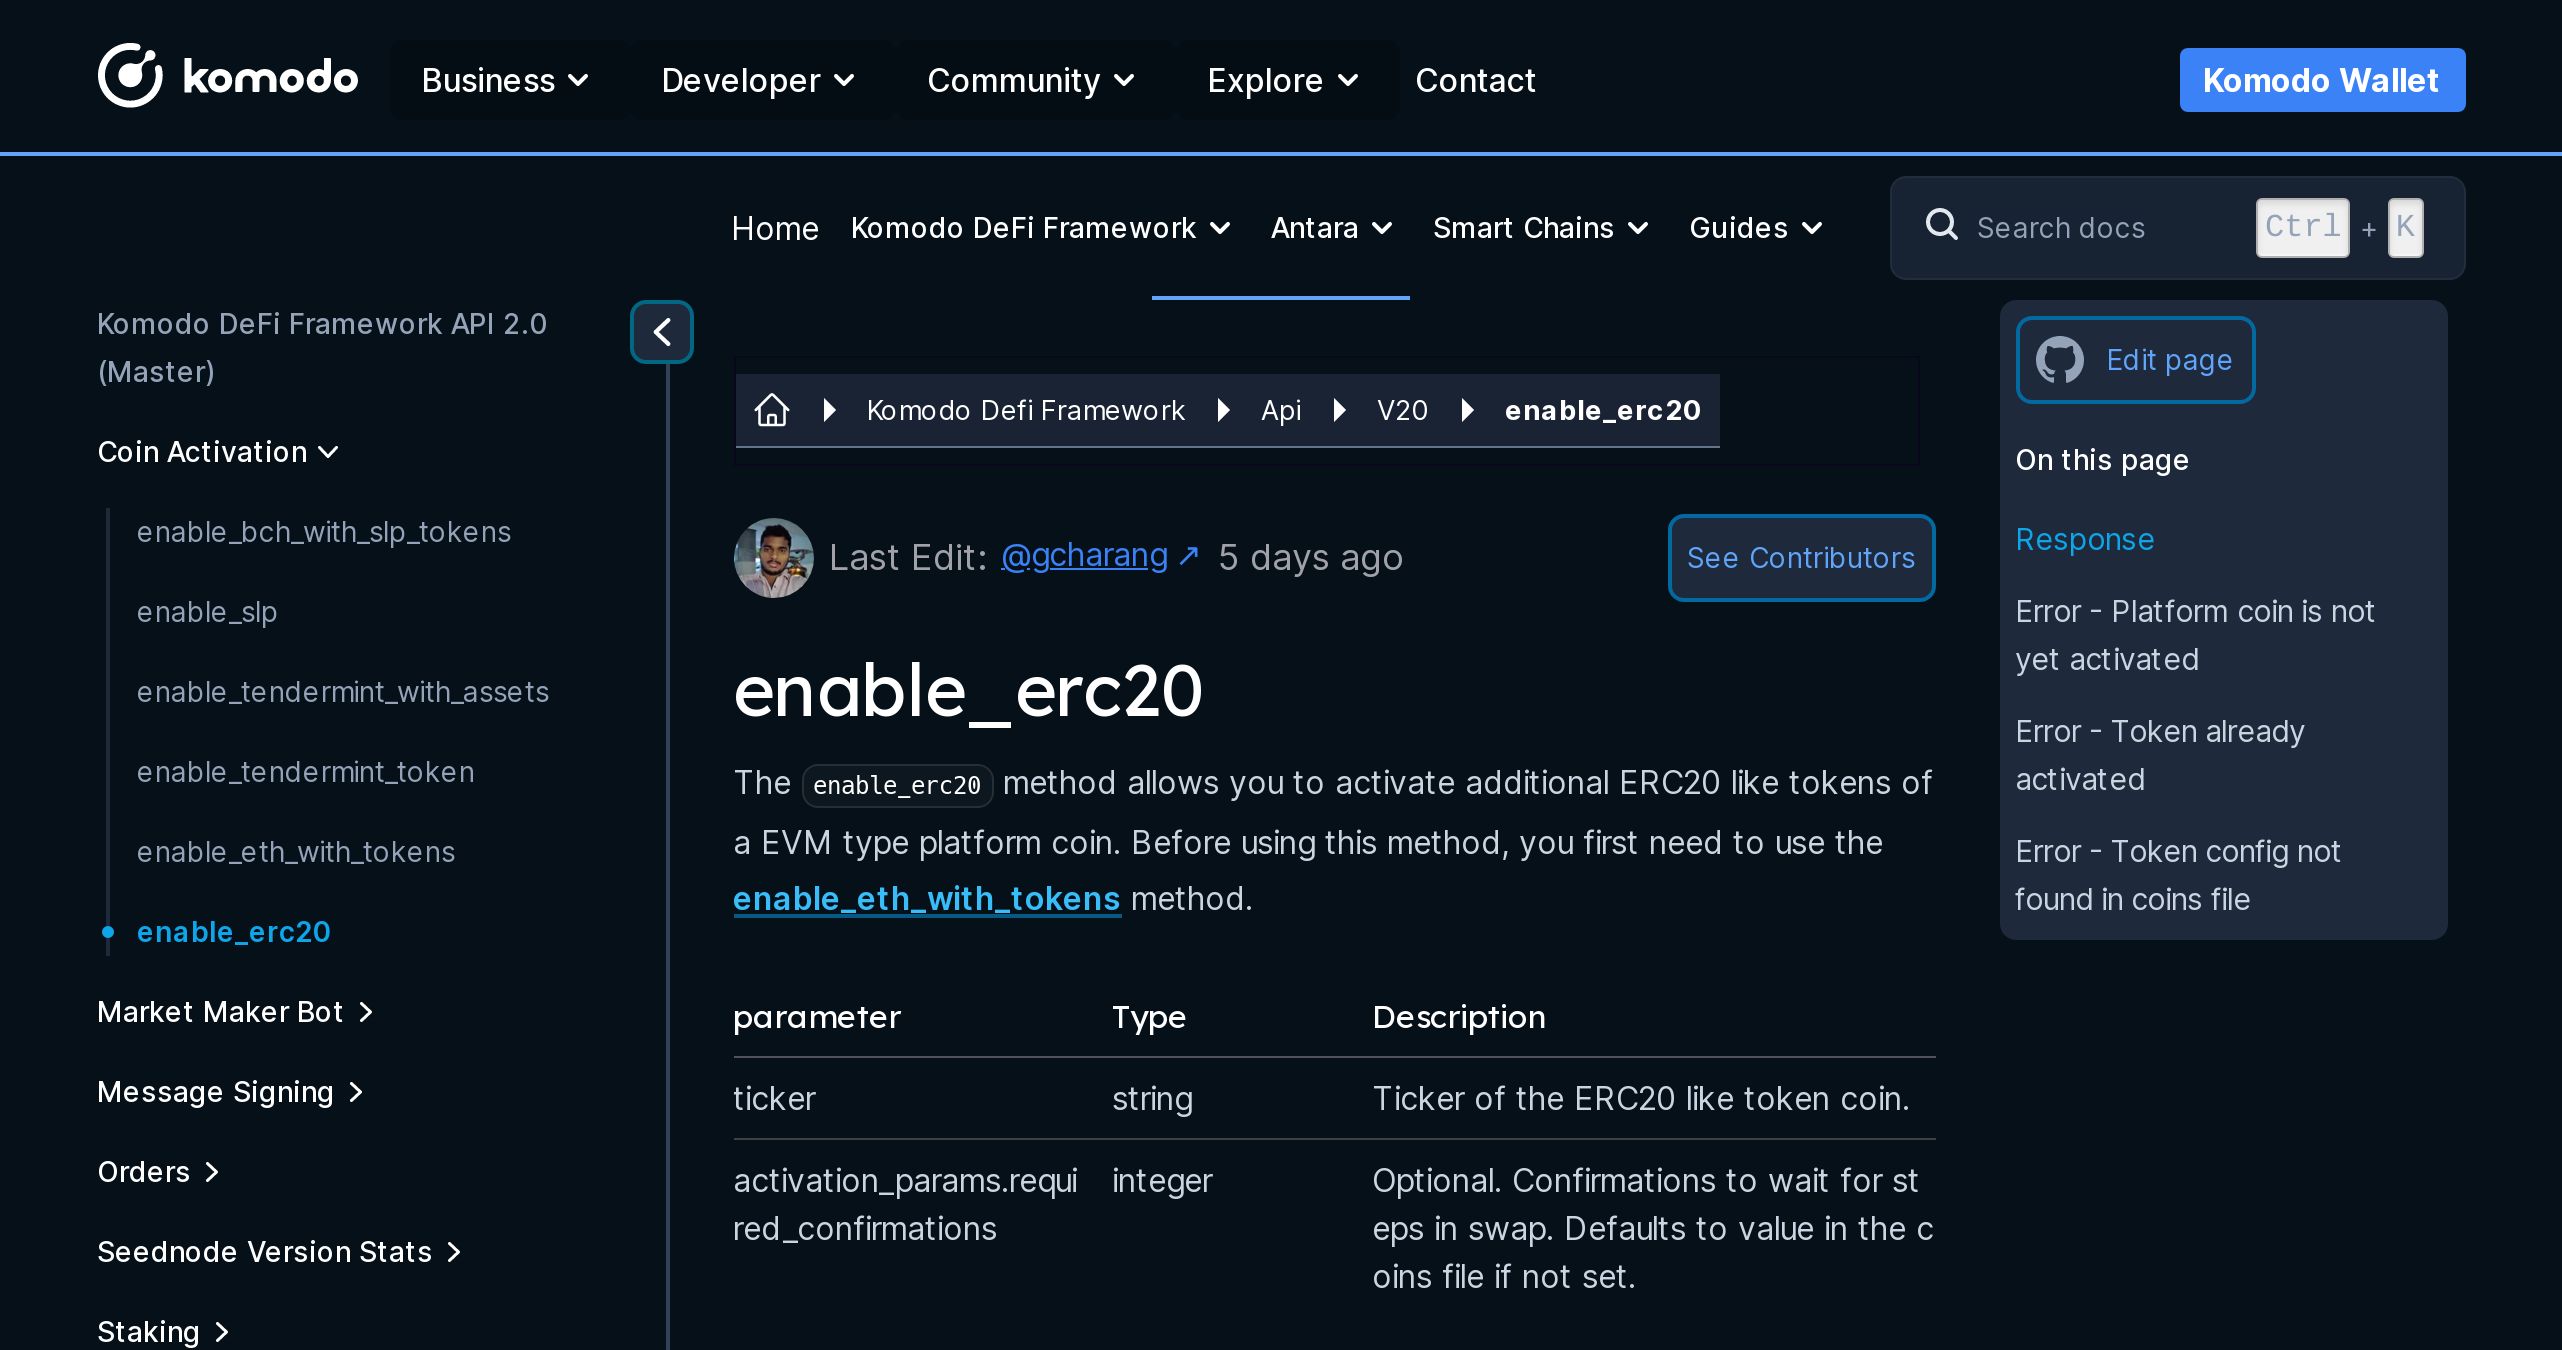 komodo Business Developer Community Explore Contact Komodo Wallet
Home Komodo DeFi Framework Antara Smart Chains Guides Search docs Ctrl + K
Komodo DeFi Framework API 2.0
(Master)
Coin Activation
enable_bch_with_slp_tokens
enable_slp
enable_tendermint_with_assets
enable_tendermint_token
enable_eth_with_tokens
enable_erc20
Market Maker Bot
Message Signing
Orders
Seednode Version Stats
Staking
Komodo Defi Framework Api V20 enable_erc20
Last Edit: @gcharang ↗ 5 days ago See Contributors
enable_erc20
The enable_erc20 method allows you to activate additional ERC20 like tokens of
a EVM type platform coin. Before using this method, you first need to use the
enable_eth_with_tokens method.
parameter Type Description
ticker string Ticker of the ERC20 like token coin.
activation_params.requi integer Optional. Confirmations to wait for st
red_confirmations eps in swap. Defaults to value in the c
oins file if not set.
Edit page
On this page
Response
Error - Platform coin is not
yet activated
Error - Token already
activated
Error - Token config not
found in coins file